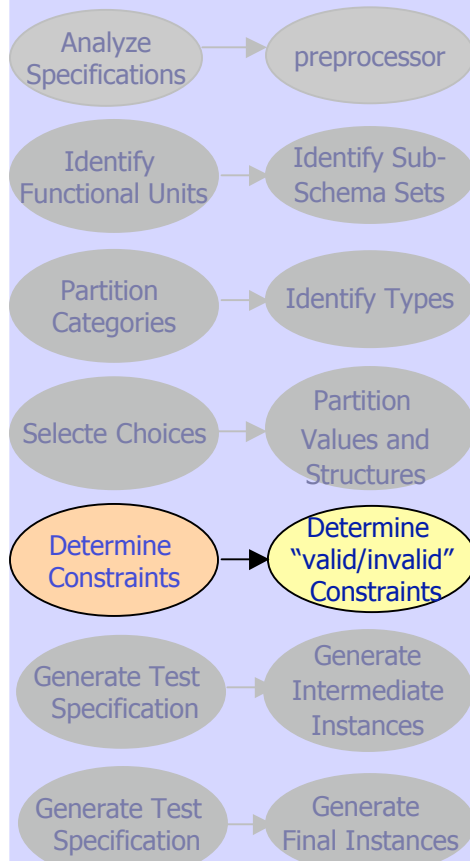 Analyze
Specifications
preprocessor
Identify
Functional Units
Identify Sub-
Schema Sets
Partition
Categories
Identify Types
Selecte Choices
Partition
Values and
Structures
Determine
Constraints
Determine
“valid/invalid”
Constraints
Generate Test
Specification
Generate
Intermediate
Instances
Generate Test
Specification
Generate
Final Instances